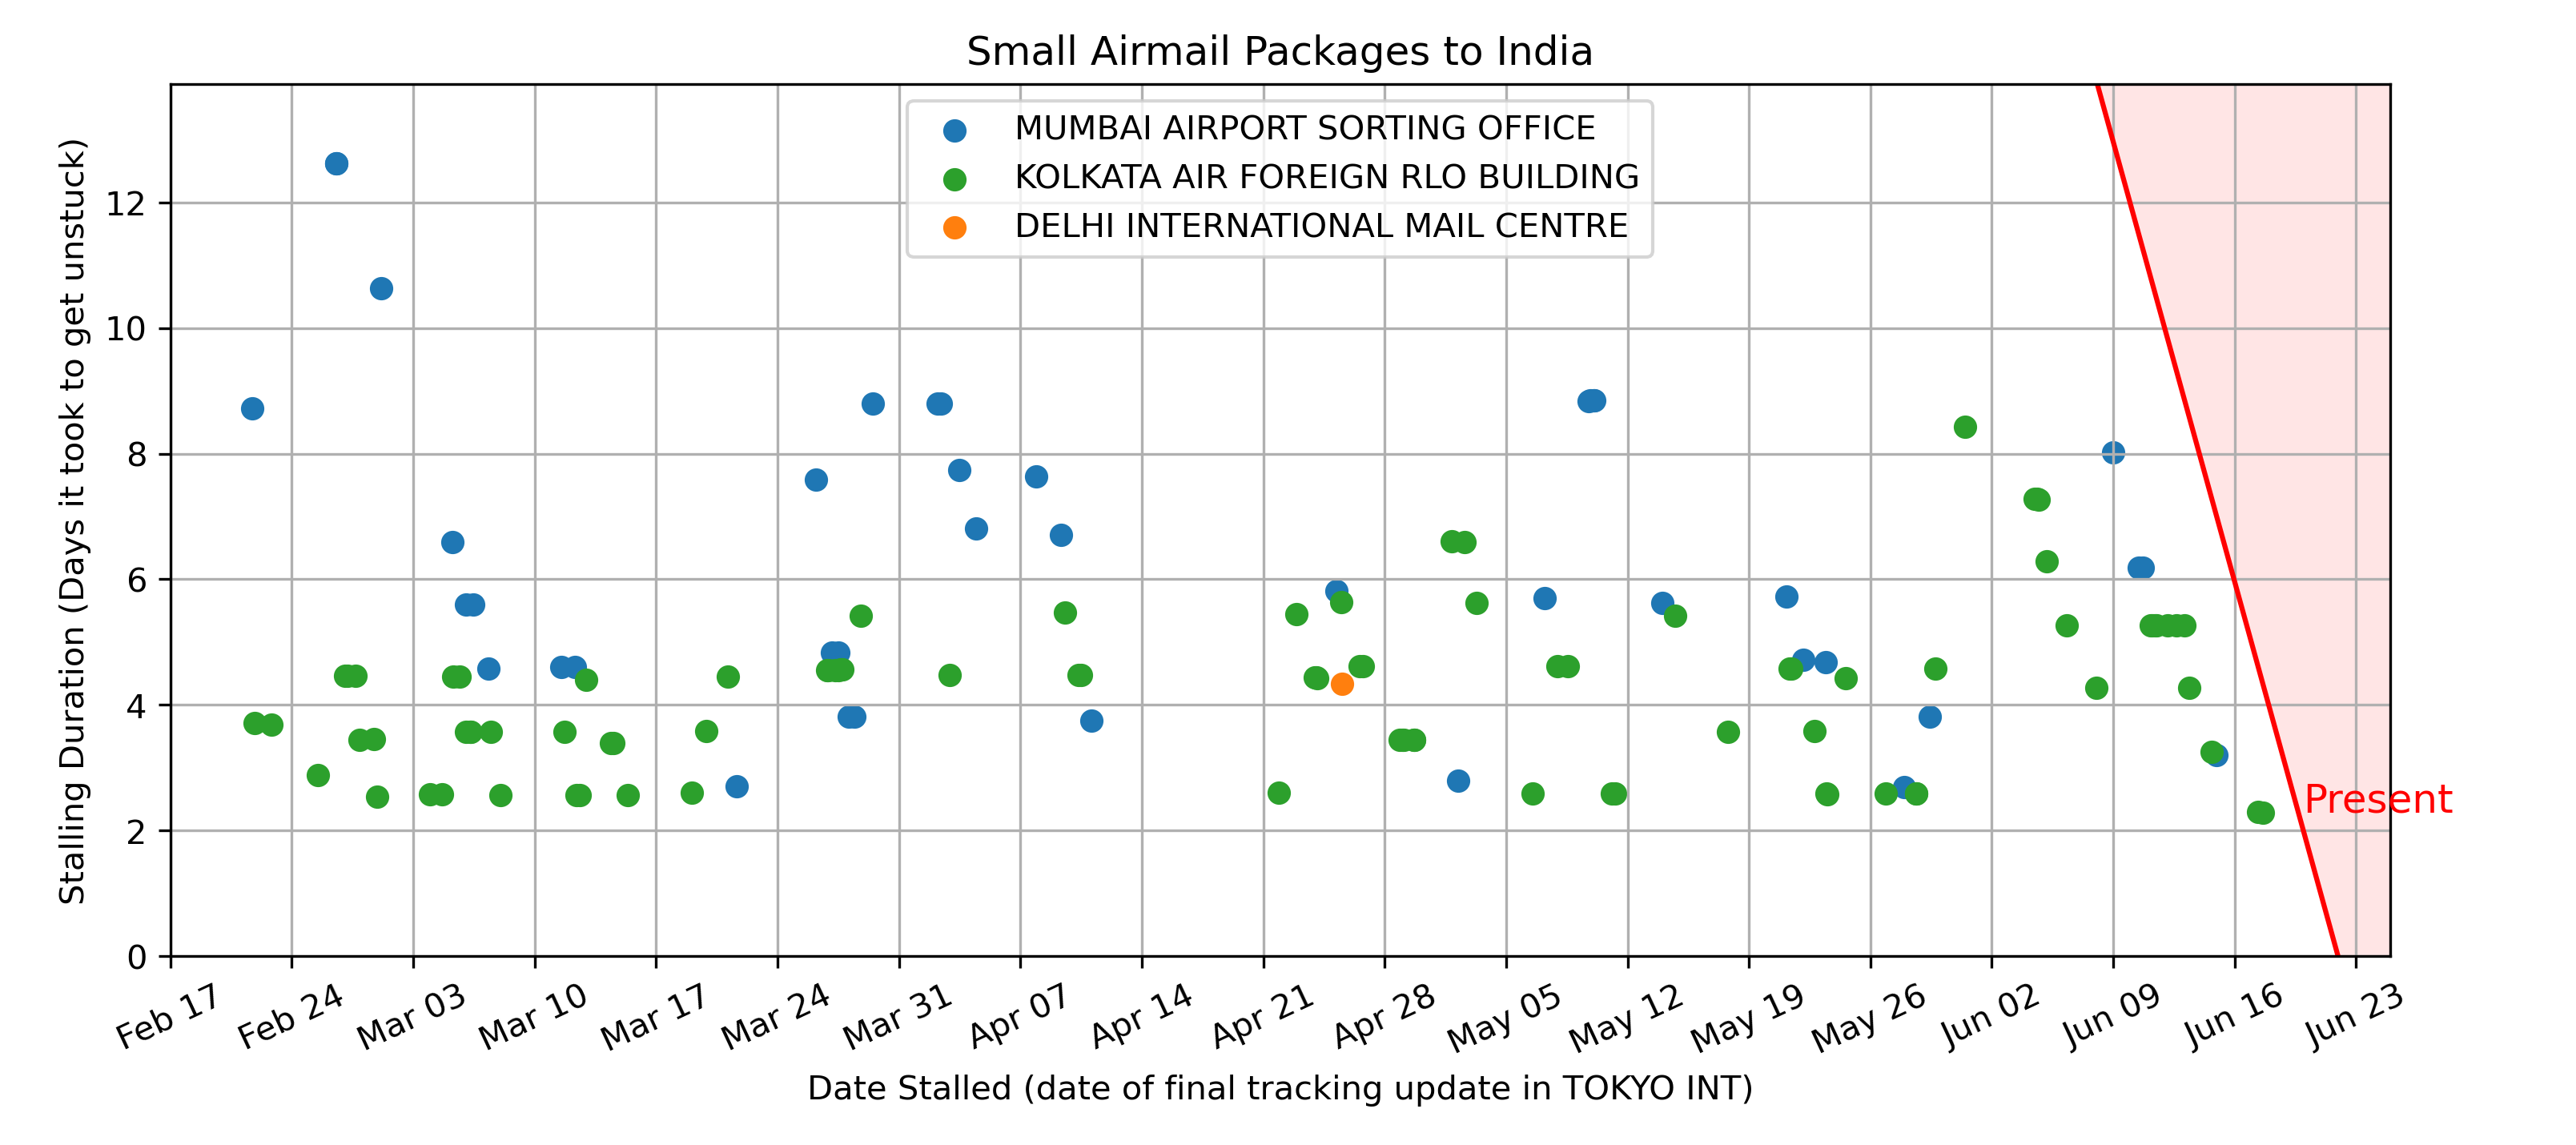 Small Airmail Packages to India
MUMBAI AIRPORT SORTING OFFICE
KOLKATA AIR FOREIGN RLO BUILDING
DELHI INTERNATIONAL MAIL CENTRE
Stalling Duration (Days it took to get unstuck)
12
10
8
6
4
2
0
Present
Feb 17
Feb 24
Mar 03
Mar 10
Mar 17
Mar 24
Mar 31
Apr 07
Apr 14
Apr 21
Apr 28
May 05
May 12
May 19
May 26
Jun 02
Jun 09
Jun 16
Jun 23
Date Stalled (date of final tracking update in TOKYO INT)